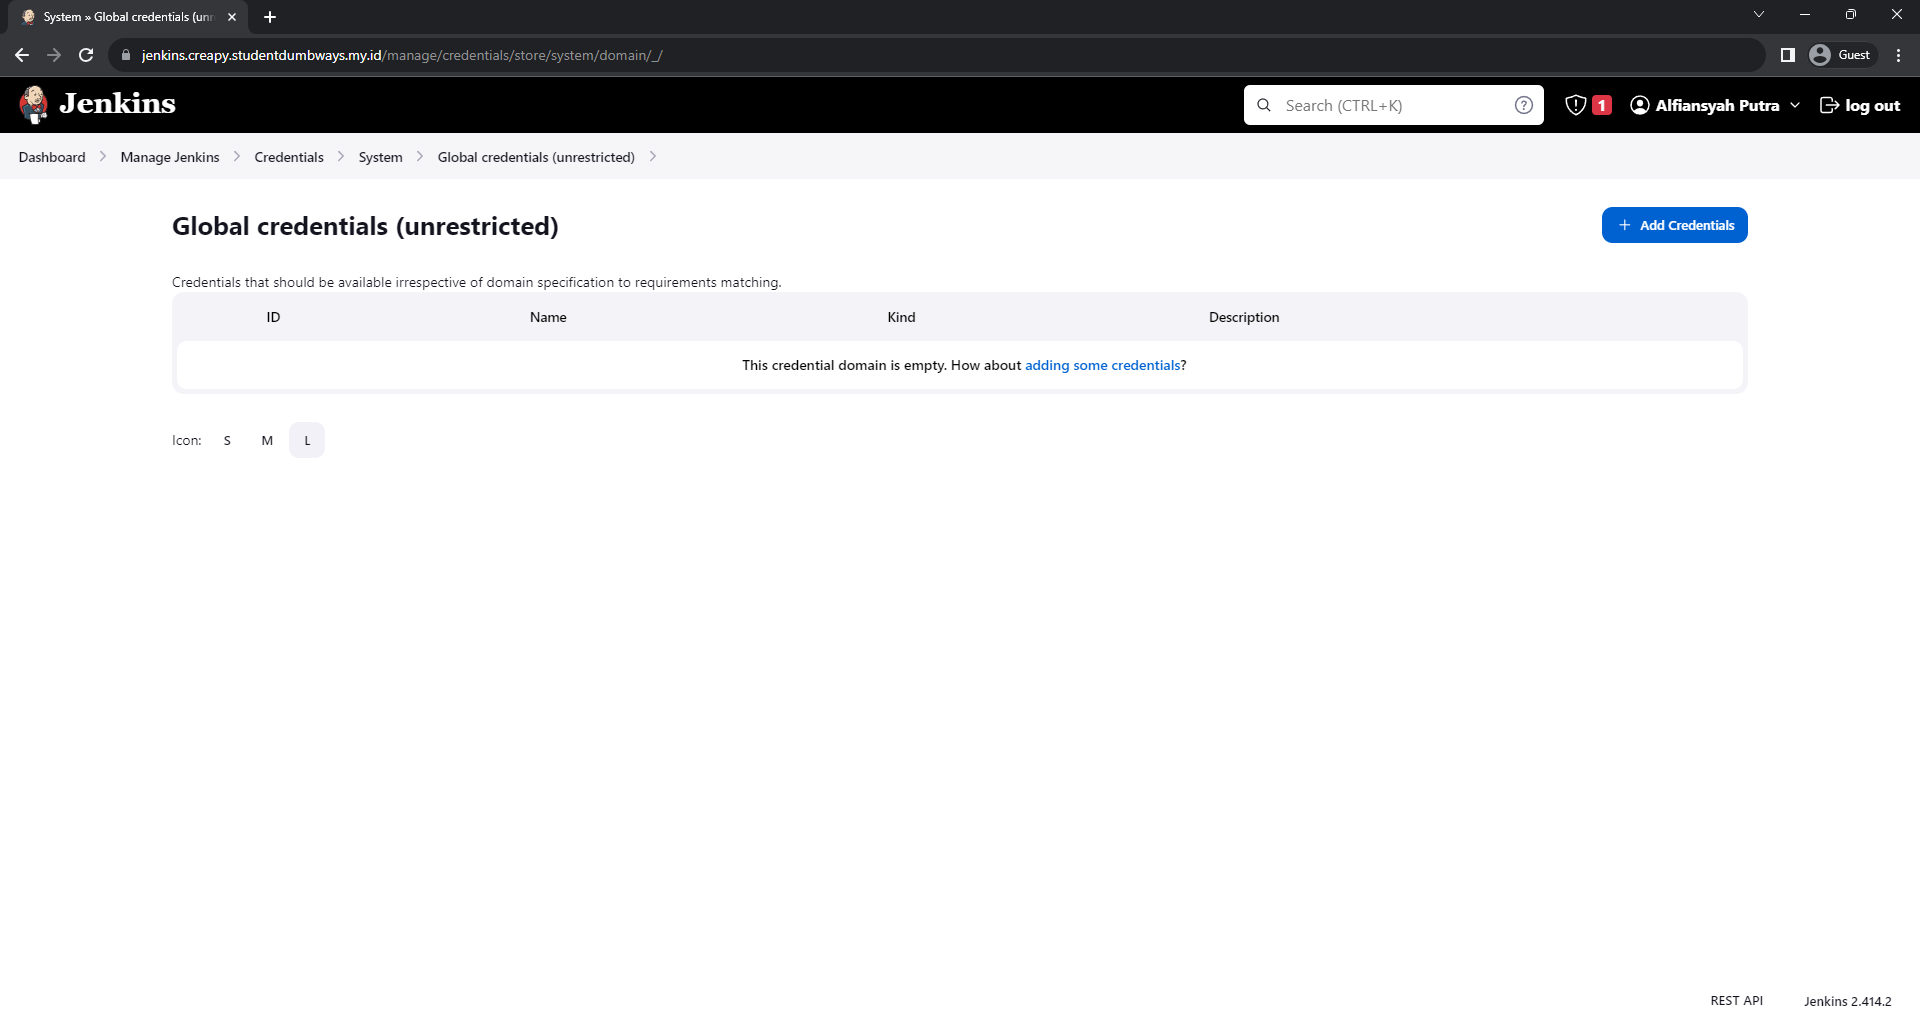 System » Global credentials (unr
jenkins.creapy.studentdumbways.my.id/manage/credentials/store/system/domain/_/
Guest
Jenkins
Search (CTRL+K)
1
Alfiansyah Putra
log out
Dashboard
Manage Jenkins
Credentials
System
Global credentials (unrestricted)
Global credentials (unrestricted)
+ Add Credentials
Credentials that should be available irrespective of domain specification to requirements matching.
ID Name Kind Description
This credential domain is empty. How about adding some credentials?
Icon: S M L
REST API
Jenkins 2.414.2